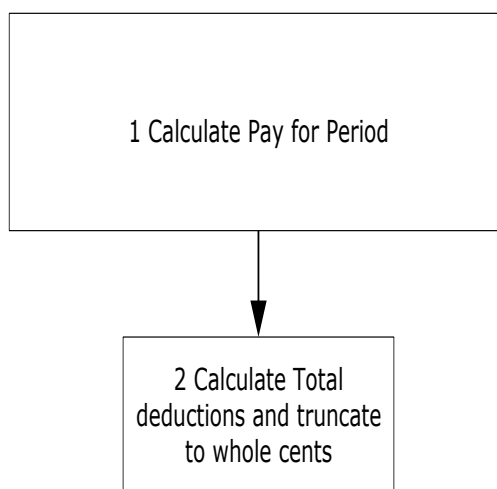 1 Calculate Pay for Period
2 Calculate Total
deductions and truncate
to whole cents